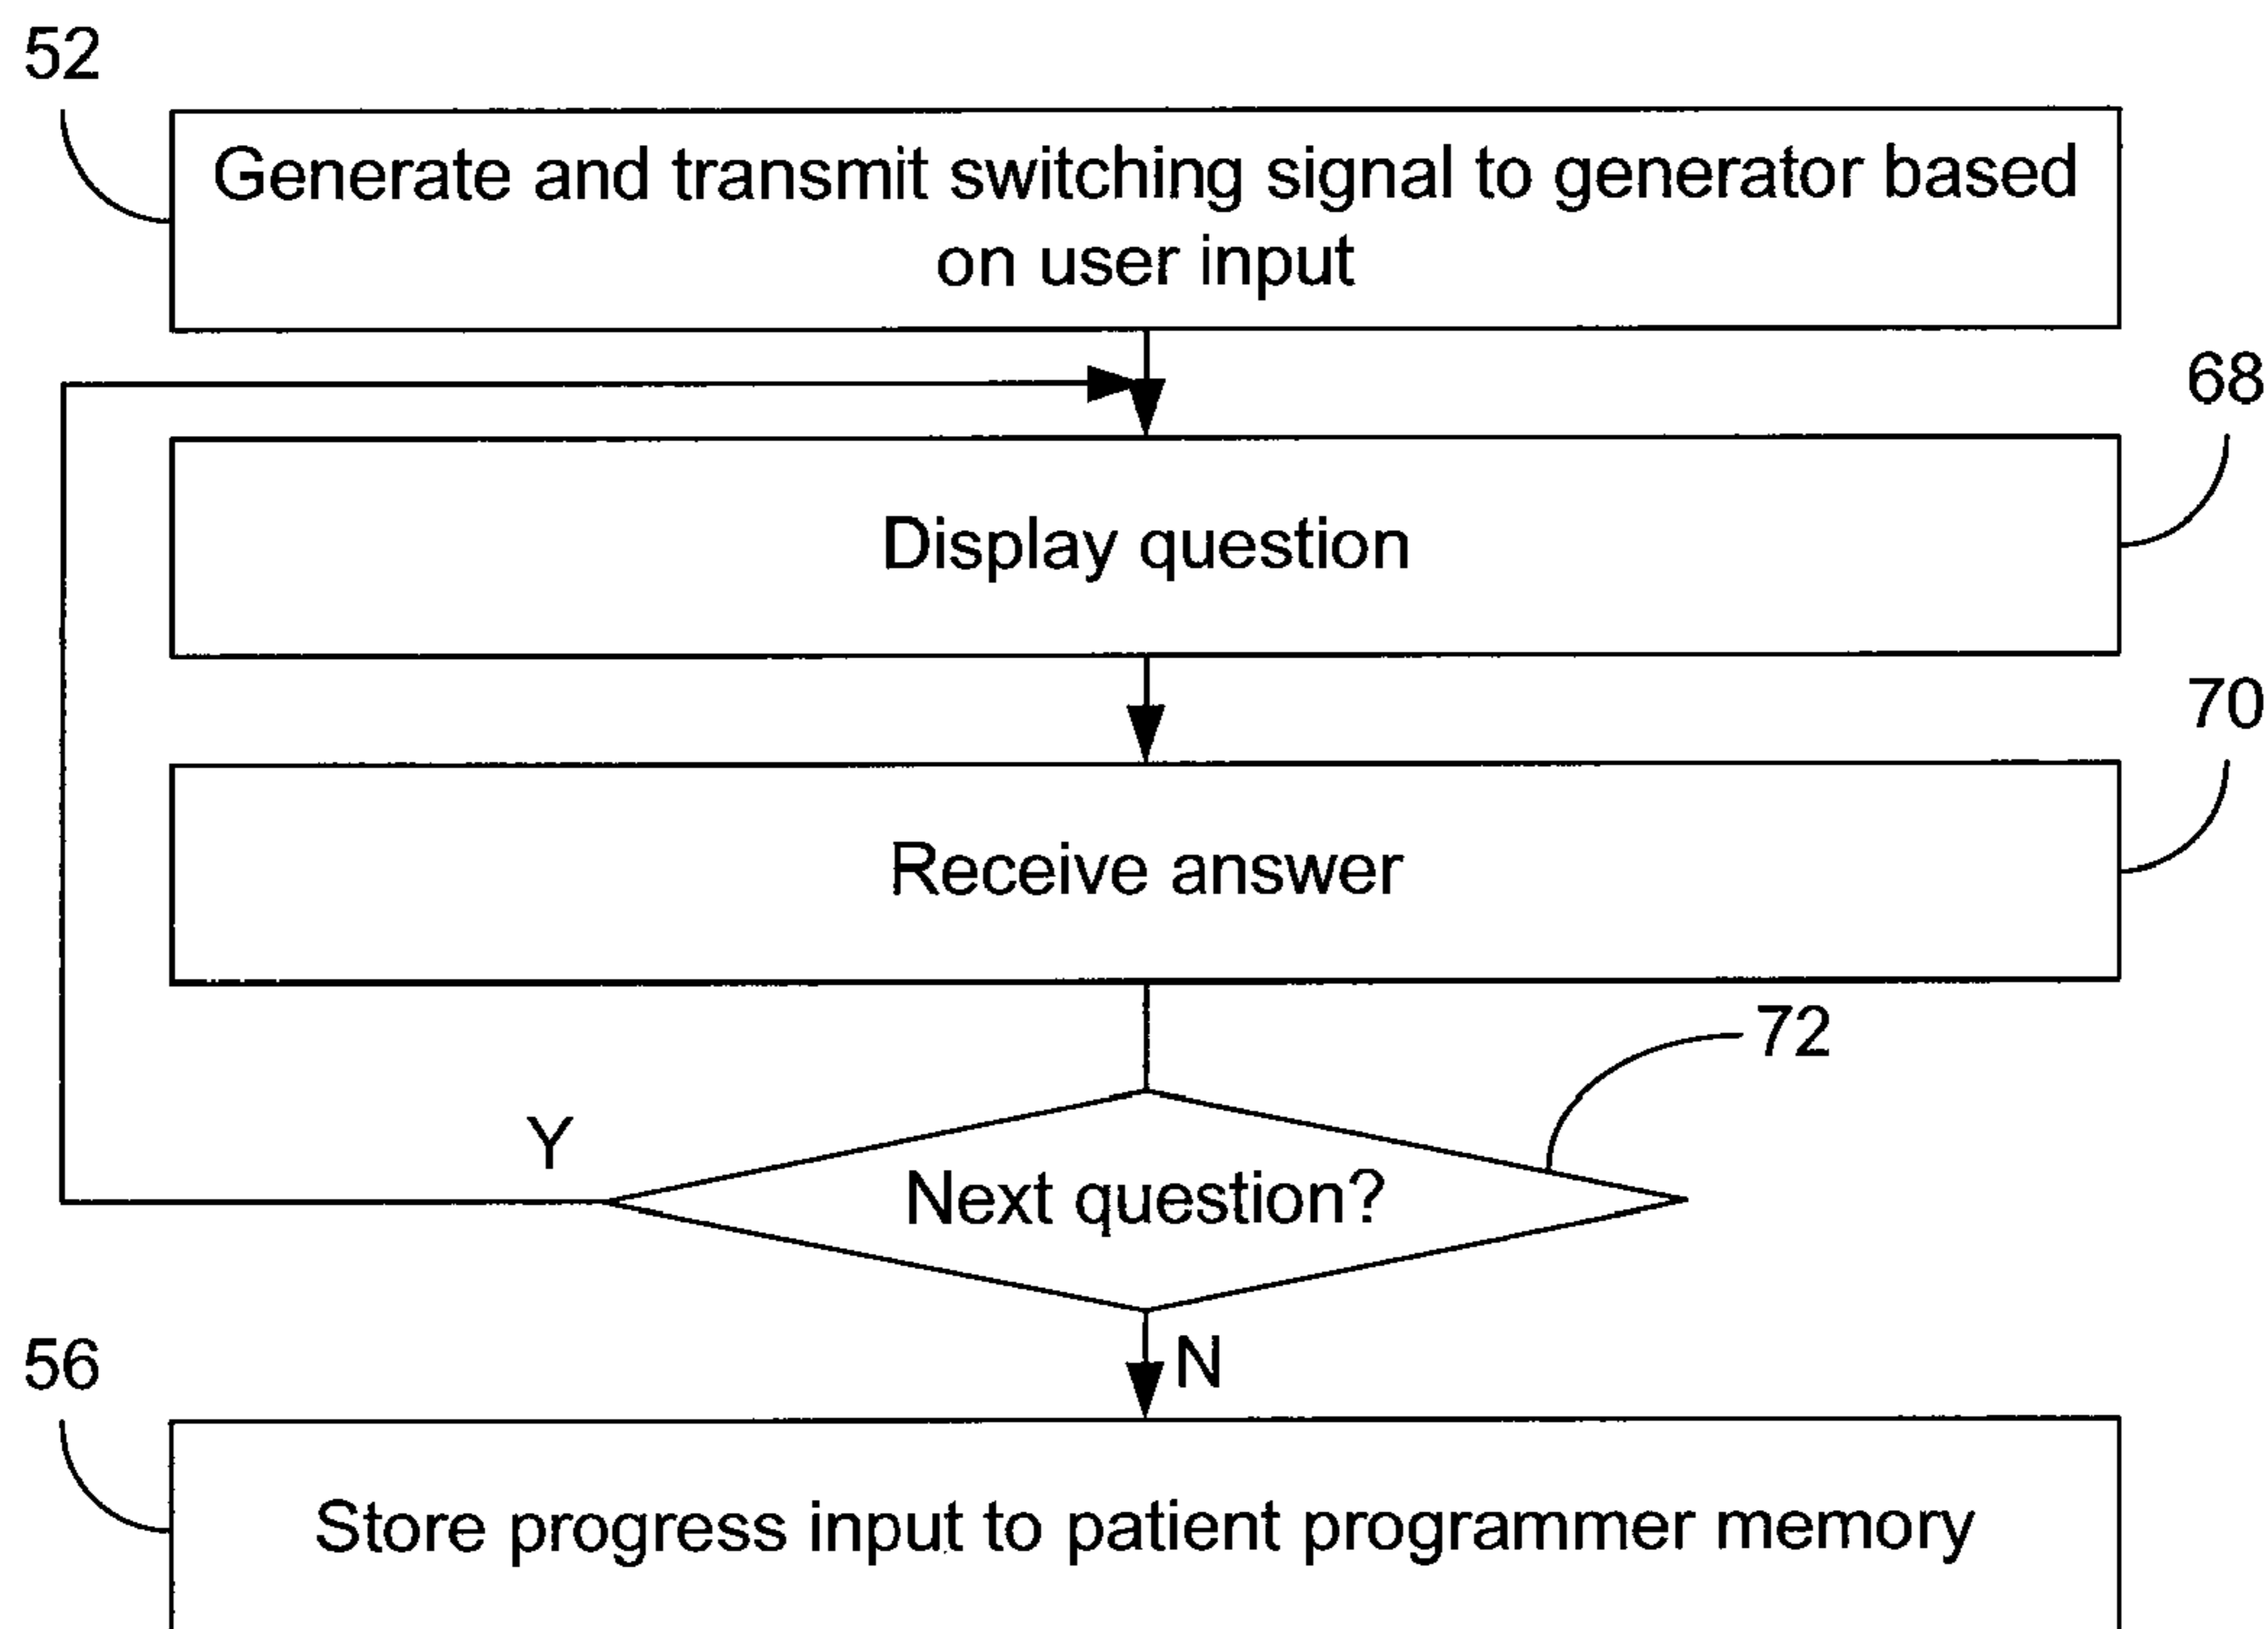 52
Generate and transmit switching signal to generator based
on user input
68
Display question
70
Receive answer
72
Y
Next question?
N
56
Store progress input to patient programmer memory